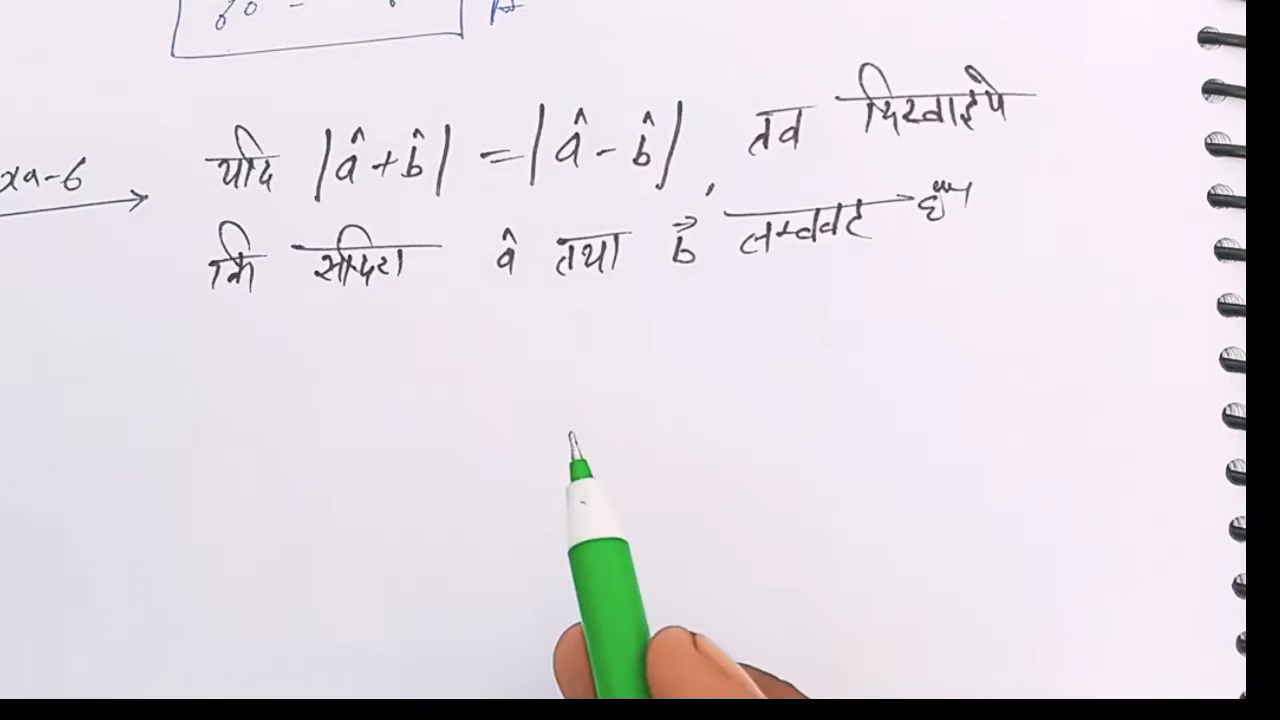 यदि |â + b̂| = |â - b̂|, तब दिखाइये
कि सदिश â तथा b⃗ लम्बवत